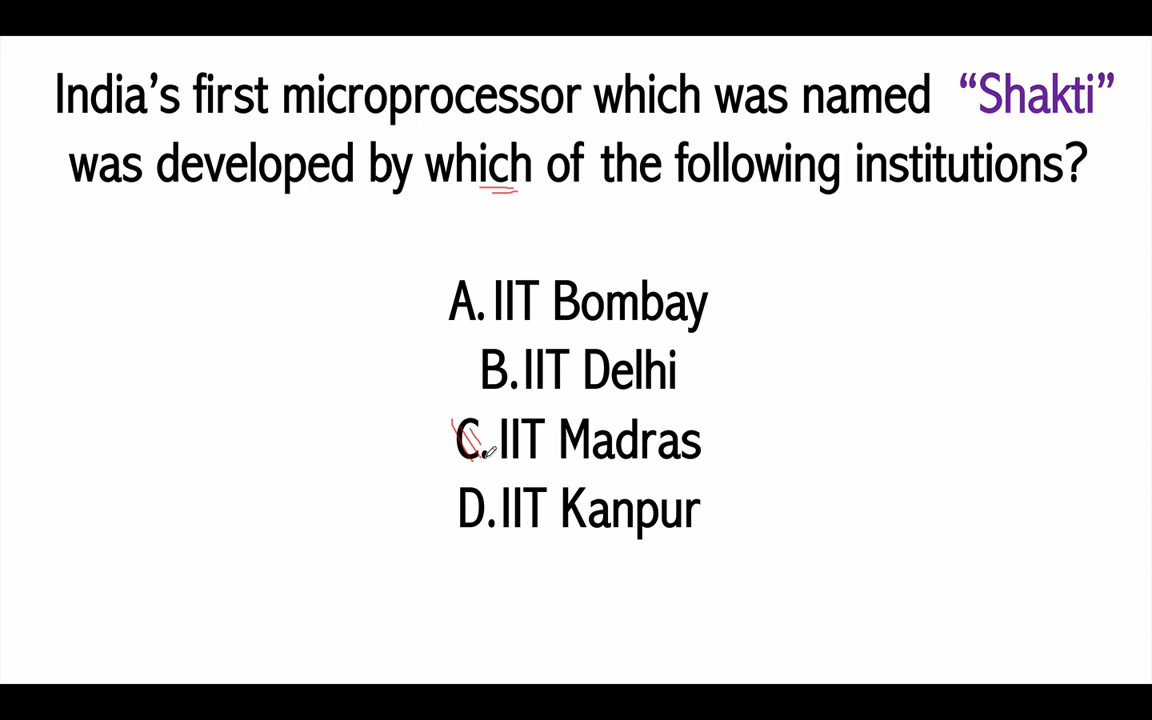 India’s first microprocessor which was named “Shakti”
was developed by which of the following institutions?
A. IIT Bombay
B. IIT Delhi
C. IIT Madras
D. IIT Kanpur